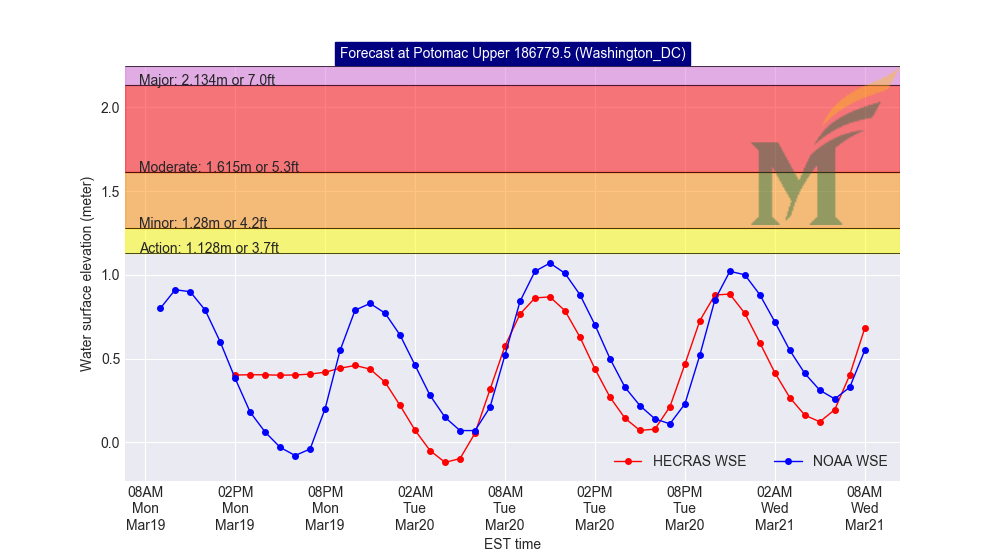 Forecast at Potomac Upper 186779.5 (Washington_DC)
Major: 2.134m or 7.0ft
2.0
Moderate: 1.615m or 5.3ft
1.5
Minor: 1.28m or 4.2ft
Action: 1.128m or 3.7ft
1.0
Water surface elevation (meter)
0.5
0.0
M
HECRAS WSE
NOAA WSE
08AM Mon Mar19
02PM Mon Mar19
08PM Mon Mar19
02AM Tue Mar20
08AM Tue Mar20
02PM Tue Mar20
08PM Tue Mar20
02AM Wed Mar21
08AM Wed Mar21
EST time